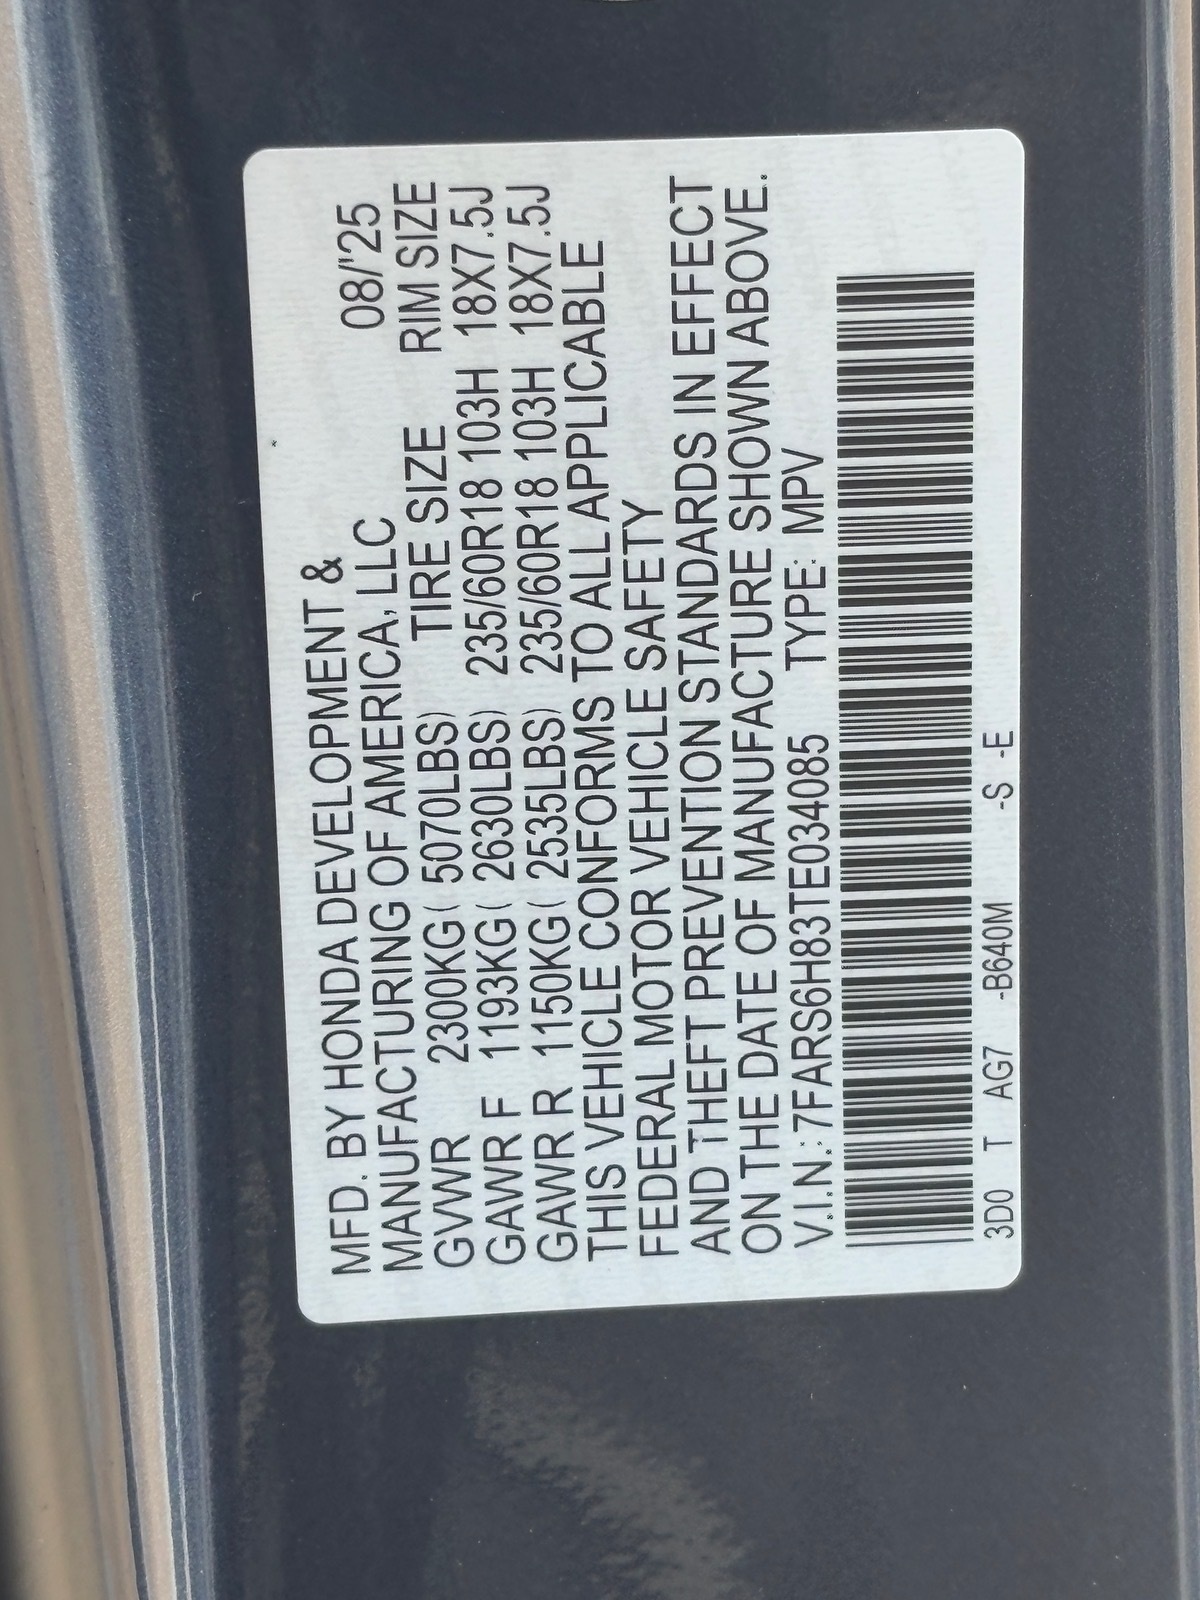 MFD. BY HONDA DEVELOPMENT &
MANUFACTURING OF AMERICA, LLC 08/'25
GVWR 2300KG( 5070LBS) TIRE SIZE RIM SIZE
GAWR F 1193KG( 2630LBS) 235/60R18 103H 18X7.5J
GAWR R 1150KG( 2535LBS) 235/60R18 103H 18X7.5J
THIS VEHICLE CONFORMS TO ALL APPLICABLE
FEDERAL MOTOR VEHICLE SAFETY
AND THEFT PREVENTION STANDARDS IN EFFECT
ON THE DATE OF MANUFACTURE SHOWN ABOVE.
V.I.N.: 7FARS6H83TE034085 TYPE: MPV
3D0 T AG7 -B640M -S -E